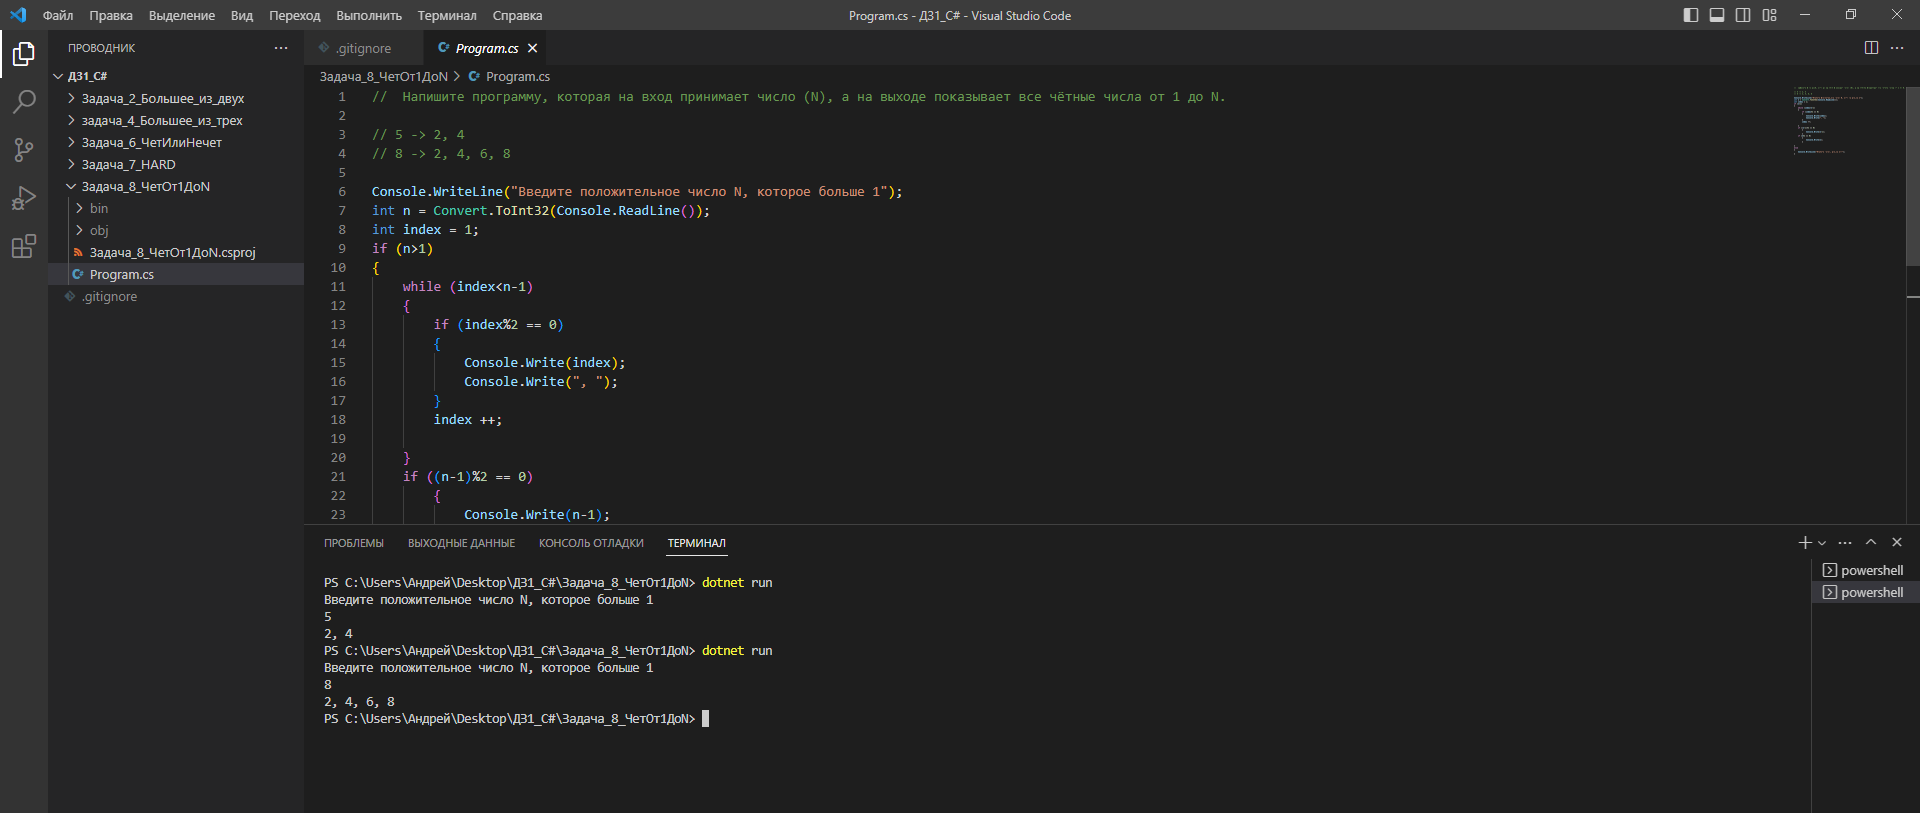 Файл Правка Выделение Вид Переход Выполнить Терминал Справка
Program.cs - ДЗ1_C# - Visual Studio Code
ПРОВОДНИК
ДЗ1_C#
Задача_2_Большее_из_двух
задача_4_Большее_из_трех
Задача_6_ЧетИлиНечет
Задача_7_HARD
Задача_8_ЧетОт1ДоN
bin
obj
Задача_8_ЧетОт1ДоN.csproj
Program.cs
.gitignore
.gitignore
Program.cs
Задача_8_ЧетОт1ДоN > Program.cs
1 // Напишите программу, которая на вход принимает число (N), а на выходе показывает все чётные числа от 1 до N.
2
3 // 5 -> 2, 4
4 // 8 -> 2, 4, 6, 8
5
6 Console.WriteLine("Введите положительное число N, которое больше 1");
7 int n = Convert.ToInt32(Console.ReadLine());
8 int index = 1;
9 if (n>1)
10 {
11 while (index<n-1)
12 {
13 if (index%2 == 0)
14 {
15 Console.Write(index);
16 Console.Write(", ");
17 }
18 index ++;
19
20 }
21 if ((n-1)%2 == 0)
22 {
23 Console.Write(n-1);
ПРОБЛЕМЫ ВЫХОДНЫЕ ДАННЫЕ КОНСОЛЬ ОТЛАДКИ ТЕРМИНАЛ
PS C:\Users\Андрей\Desktop\ДЗ1_C#\Задача_8_ЧетОт1ДоN> dotnet run
Введите положительное число N, которое больше 1
5
2, 4
PS C:\Users\Андрей\Desktop\ДЗ1_C#\Задача_8_ЧетОт1ДоN> dotnet run
Введите положительное число N, которое больше 1
8
2, 4, 6, 8
PS C:\Users\Андрей\Desktop\ДЗ1_C#\Задача_8_ЧетОт1ДоN>
powershell
powershell